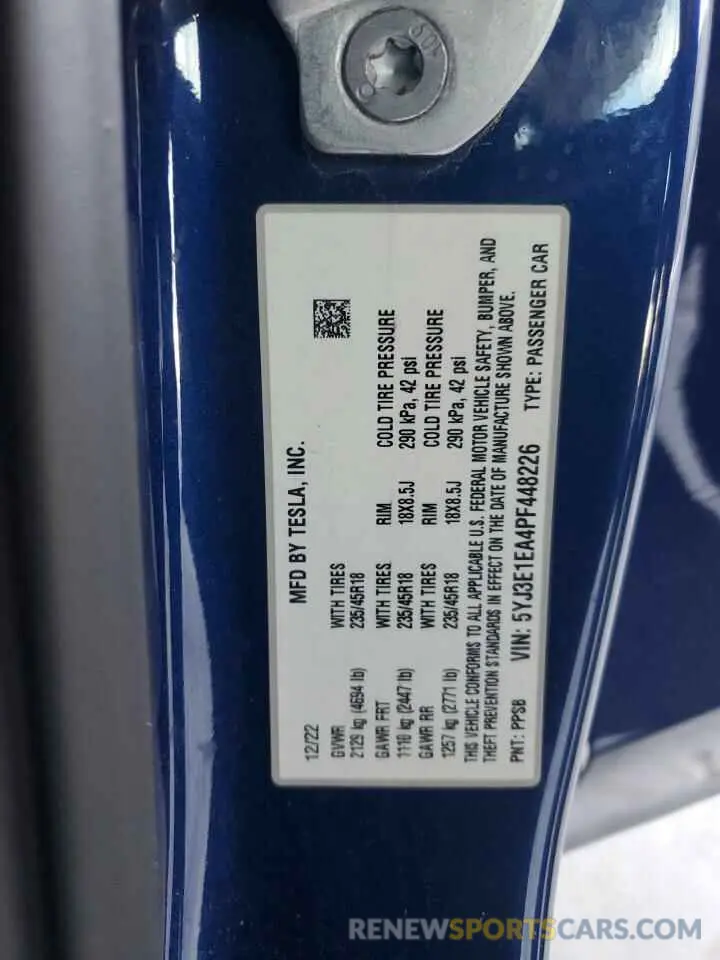 MFD BY TESLA, INC.
12/22
GVWR WITH TIRES
2129 kg (4694 lb) 235/45R18
GAWR FRT WITH TIRES RIM COLD TIRE PRESSURE
1110 kg (2447 lb) 235/45R18 18X8.5J 290 kPa, 42 psi
GAWR RR WITH TIRES RIM COLD TIRE PRESSURE
1257 kg (2771 lb) 235/45R18 18X8.5J 290 kPa, 42 psi
THIS VEHICLE CONFORMS TO ALL APPLICABLE U.S. FEDERAL MOTOR VEHICLE SAFETY, BUMPER, AND
THEFT PREVENTION STANDARDS IN EFFECT ON THE DATE OF MANUFACTURE SHOWN ABOVE.
PNT: PPSB VIN: 5YJ3E1EA4PF448226 TYPE: PASSENGER CAR
RENEWSPORTSCARS.COM